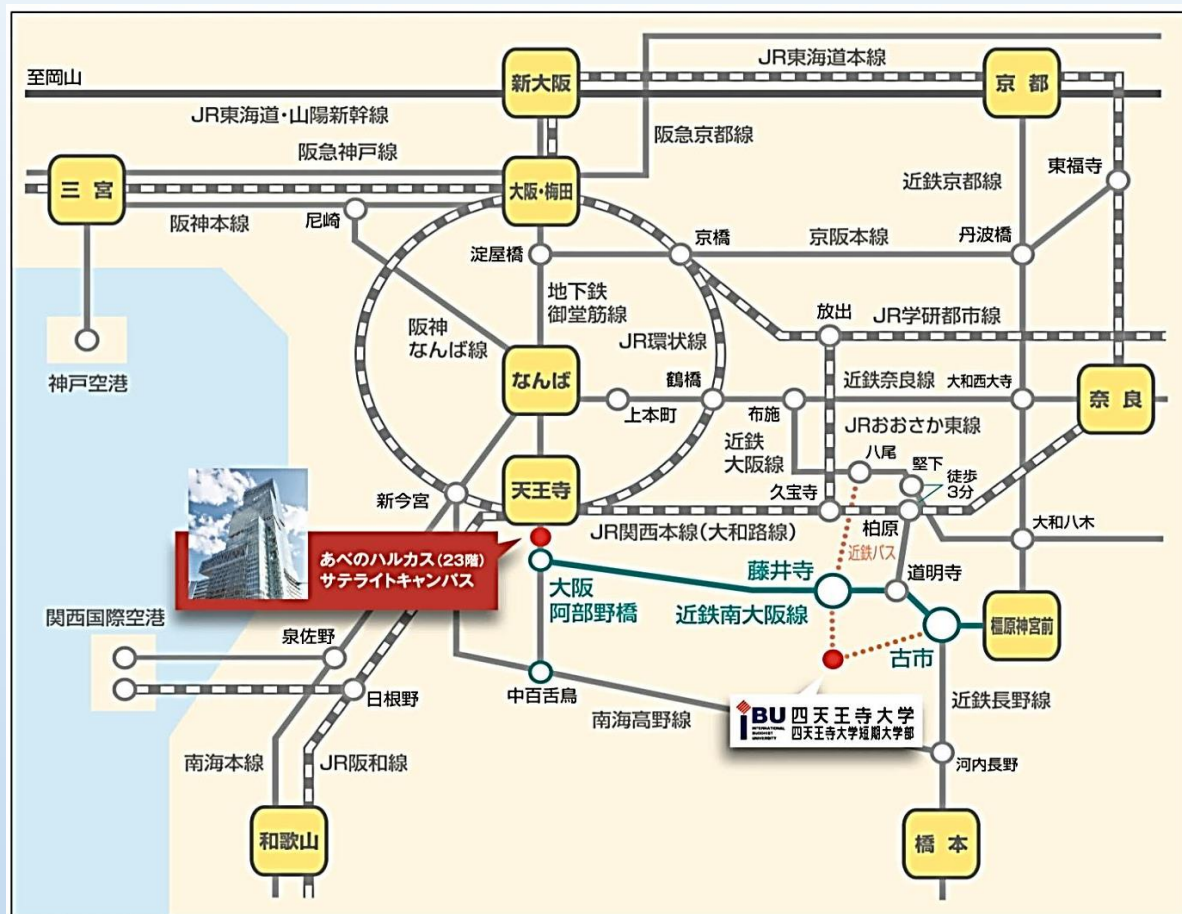 至岡山
新大阪
JR東海道本線
京都
JR東海道・山陽新幹線
阪急神戸線
阪急京都線
三宮
大阪・梅田
近鉄京都線
東福寺
阪神本線
尼崎
淀屋橋
京橋
京阪本線
丹波橋
地下鉄
御堂筋線
阪神
なんば線
JR環状線
放出
JR学研都市線
神戸空港
なんば
鶴橋
近鉄奈良線
大和西大寺
奈良
上本町
布施
JRおおさか東線
近鉄
大阪線
八尾
堅下
徒歩
3分
新今宮
天王寺
久宝寺
柏原
大和八木
JR関西本線(大和路線)
近鉄バス
あべのハルカス(23階)
サテライトキャンパス
大阪
阿部野橋
藤井寺
道明寺
近鉄南大阪線
橿原神宮前
関西国際空港
泉佐野
古市
日根野
中百舌鳥
南海高野線
近鉄長野線
iBU 四天王寺大学
INTERNATIONAL
BUDDHIST
UNIVERSITY
四天王寺大学短期大学部
南海本線
JR阪和線
河内長野
和歌山
橋本